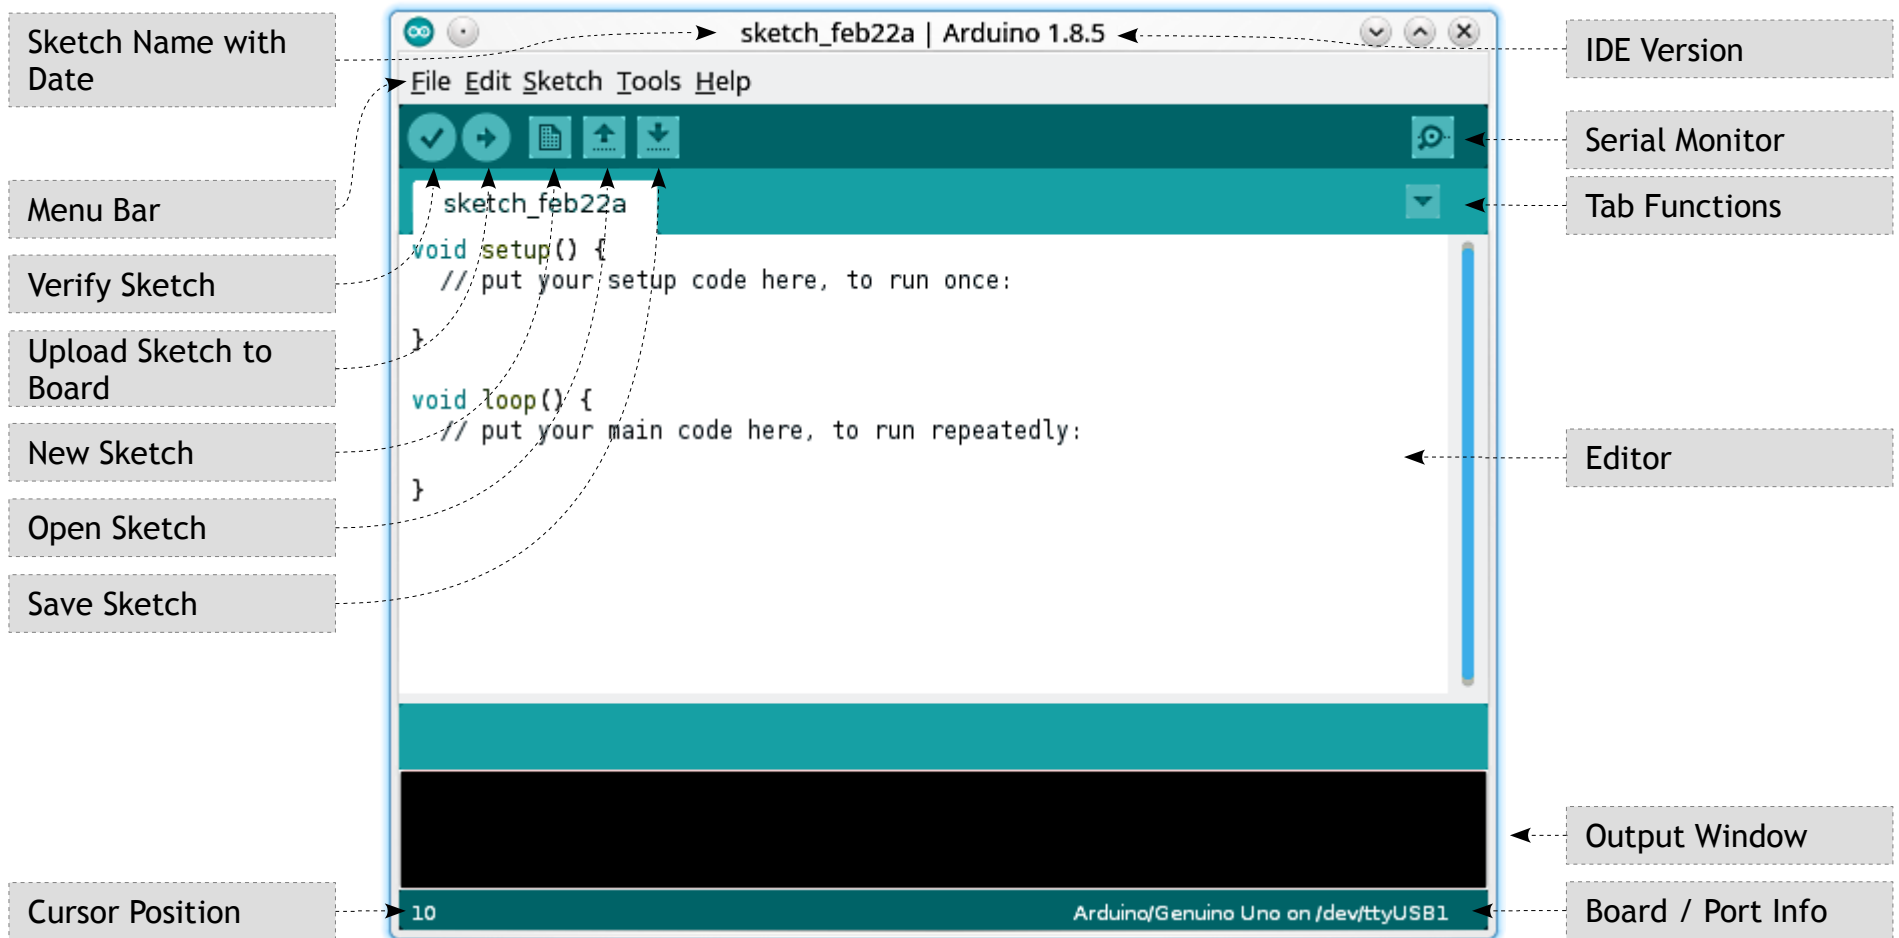 Sketch Name with
Date
sketch_feb22a | Arduino 1.8.5
IDE Version
File Edit Sketch Tools Help
Serial Monitor
Menu Bar
sketch_feb22a
Tab Functions
Verify Sketch
void setup() {
  // put your setup code here, to run once:
}
Upload Sketch to
Board
void loop() {
  // put your main code here, to run repeatedly:
}
New Sketch
Editor
Open Sketch
Save Sketch
Output Window
Cursor Position
10
Arduino/Genuino Uno on /dev/ttyUSB1
Board / Port Info